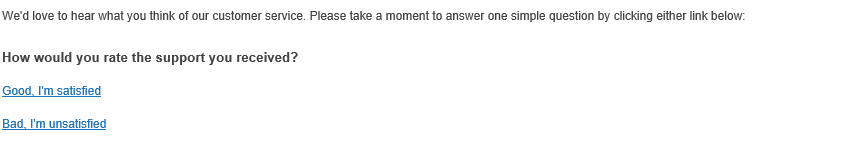 We'd love to hear what you think of our customer service. Please take a moment to answer one simple question by clicking either link below:
How would you rate the support you received?
Good, I'm satisfied
Bad, I'm unsatisfied